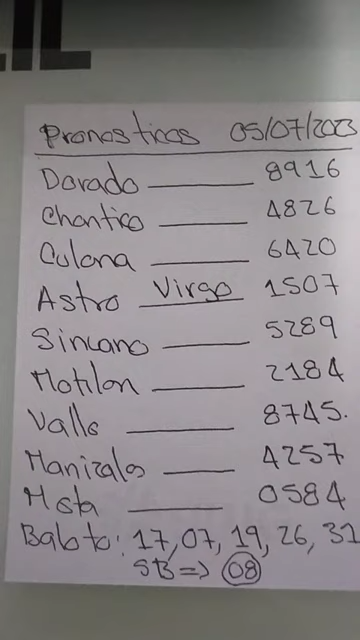 Pronosticos 05/07/2023
Dorado 8916
Chontico 4826
Culona 6420
Astro Virgo 1507
Sinuano 5289
Motilon 2184
Valle 8745.
Manizales 4257
Meta 0584
Baloto: 17, 07, 19, 26, 31
SB => 08